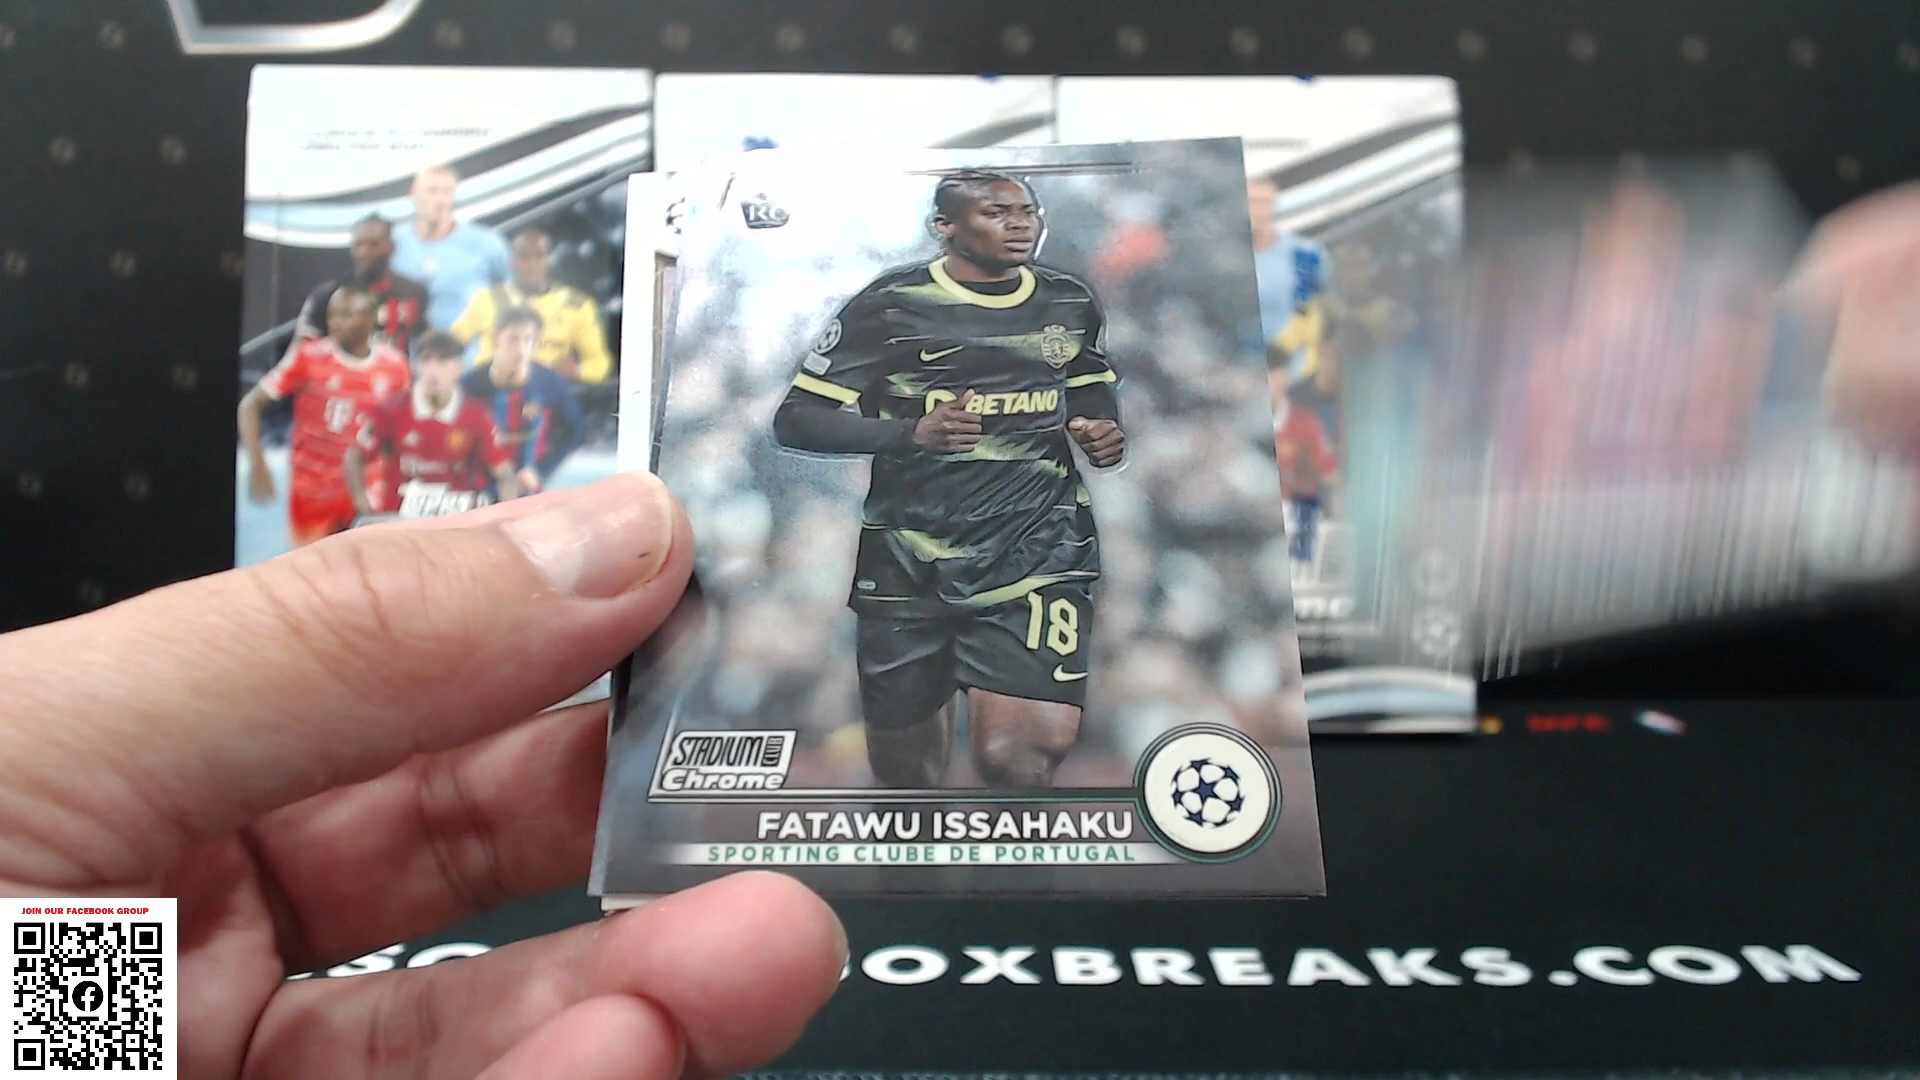 RC
BETANO
18
STADIUM CLUB
Chrome
FATAWU ISSAHAKU
SPORTING CLUBE DE PORTUGAL
JOIN OUR FACEBOOK GROUP
OXBREAKS.COM